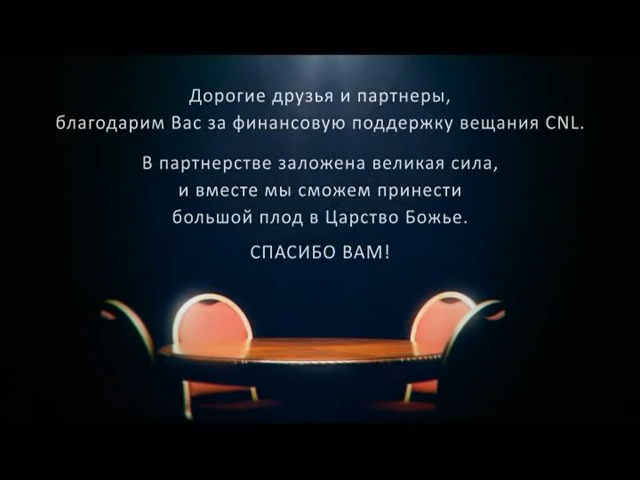 Дорогие друзья и партнеры,
благодарим Вас за финансовую поддержку вещания CNL.
В партнерстве заложена великая сила,
и вместе мы сможем принести
большой плод в Царство Божье.
СПАСИБО ВАМ!